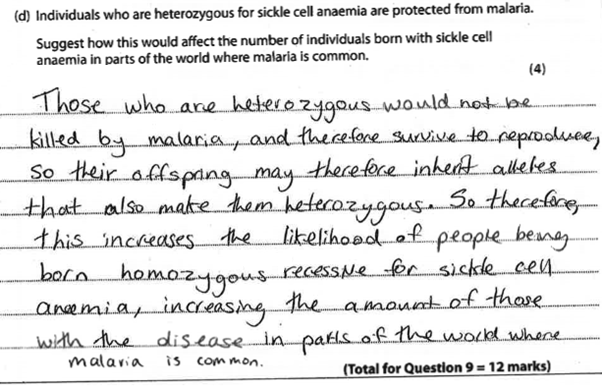 (d) Individuals who are heterozygous for sickle cell anaemia are protected from malaria.
Suggest how this would affect the number of individuals born with sickle cell
anaemia in parts of the world where malaria is common.
(4)
Those who are heterozygous would not be
killed by malaria, and therefore survive to reproduce,
so their offspring may therefore inherit alleles
that also make them heterozygous. So therefore,
this increases the likelihood of people being
born homozygous recessive for sickle cell
anaemia, increasing the amount of those
with the disease in parts of the world where
malaria is common.
(Total for Question 9 = 12 marks)